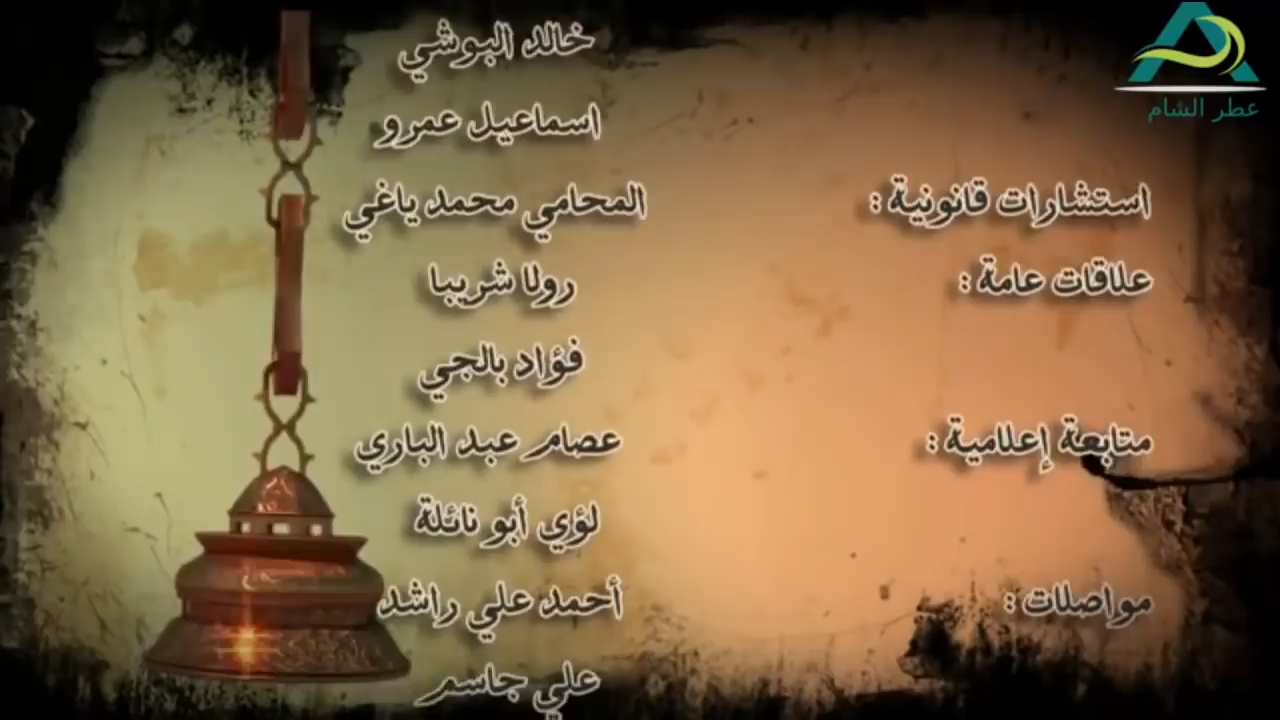 عطر الشام
خالد البوشي
اسماعيل عمرو
استشارات قانونية : المحامي محمد ياغي
علاقات عامة : رولا شريبا
فؤاد بالجي
متابعة إعلامية : عصام عبد الباري
لؤي أبو نائلة
مواصلات : أحمد علي راشد
علي جاسم